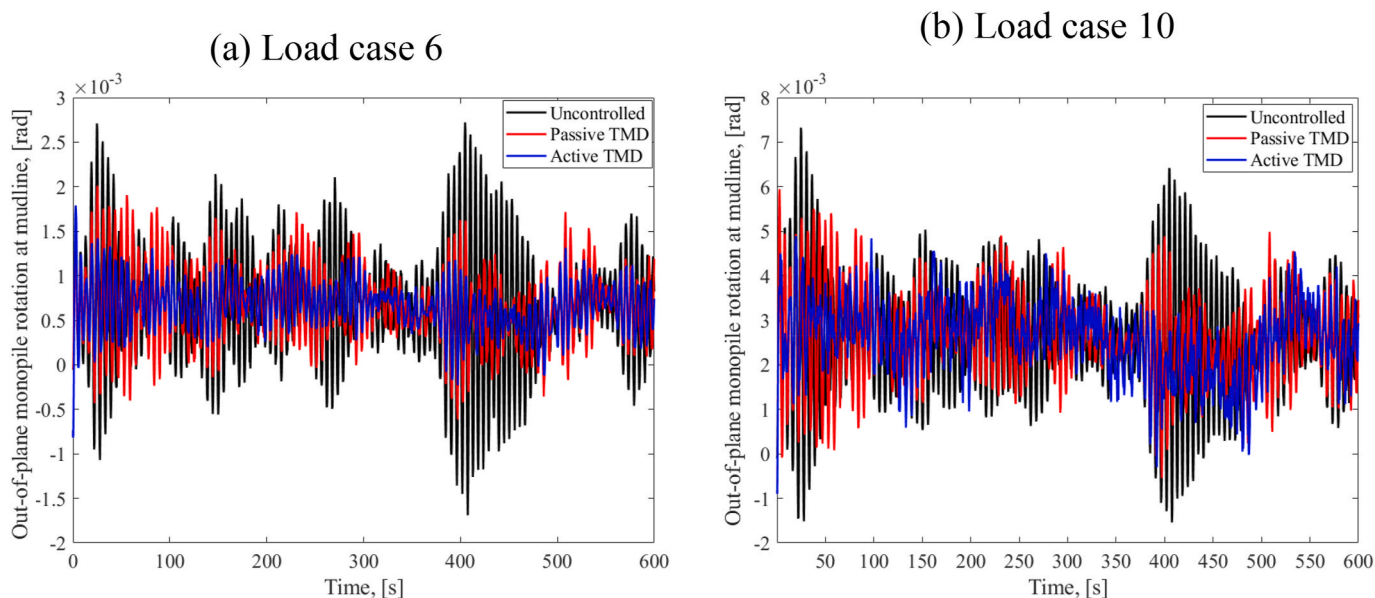 (a) Load case 6
×10⁻³
Out-of-plane monopile rotation at mudline, [rad]
3
2.5
2
1.5
1
0.5
0
-0.5
-1
-1.5
-2
0 100 200 300 400 500 600
Time, [s]
Uncontrolled
Passive TMD
Active TMD
(b) Load case 10
×10⁻³
Out-of-plane monopile rotation at mudline, [rad]
8
7
6
5
4
3
2
1
0
-1
-2
50 100 150 200 250 300 350 400 450 500 550 600
Time, [s]
Uncontrolled
Passive TMD
Active TMD